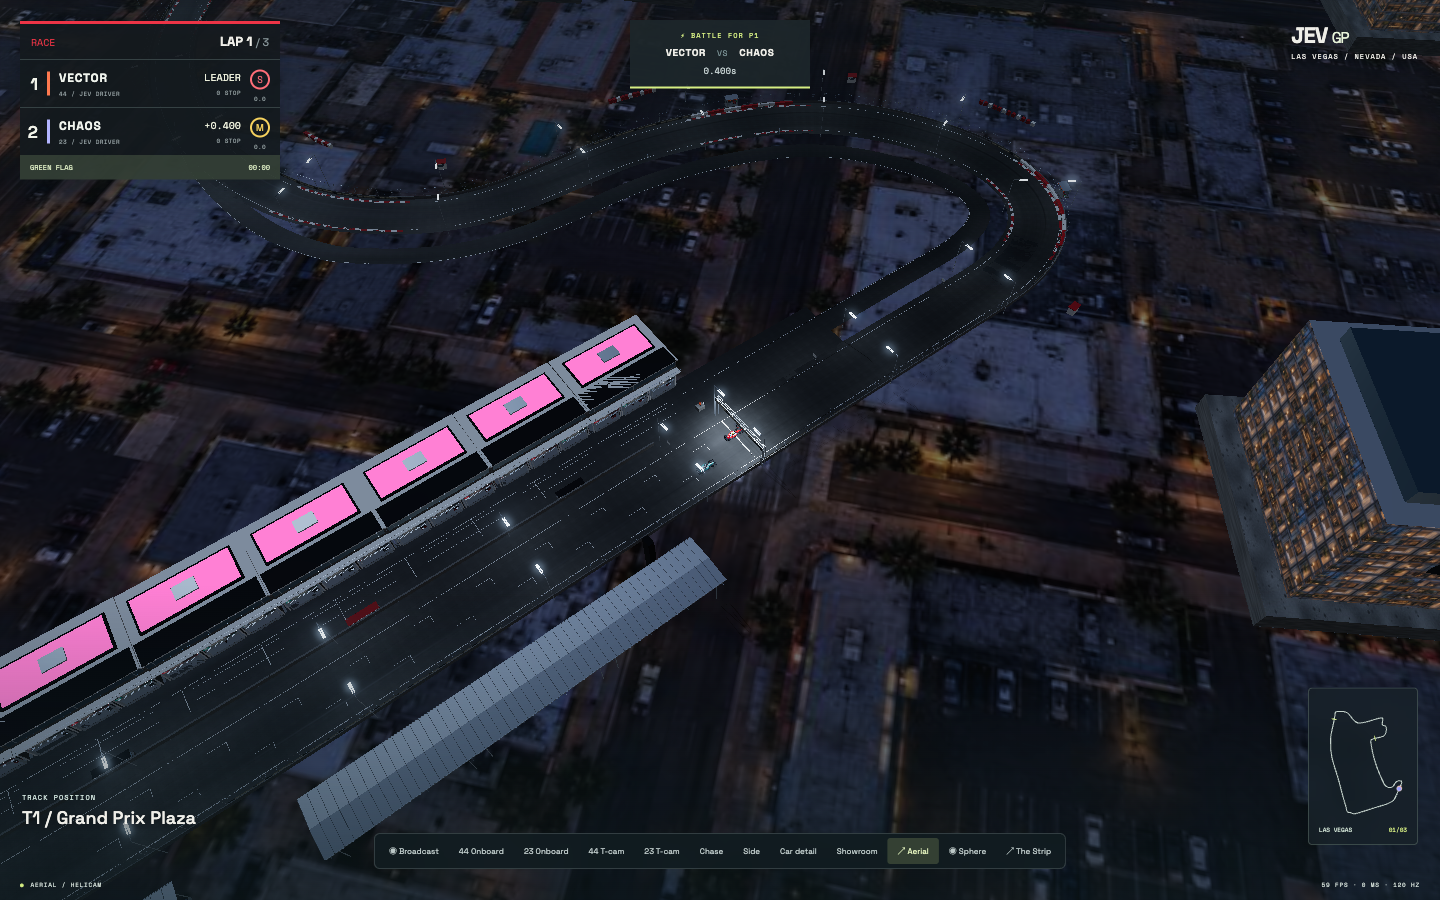 RACE
LAP 1 / 3
1 VECTOR LEADER S
44 / JEV DRIVER 0 STOP 0.0
2 CHAOS +0.400 M
23 / JEV DRIVER 0 STOP 0.0
GREEN FLAG 00:00
⚡ BATTLE FOR P1
VECTOR VS CHAOS
0.400s
JEV GP
LAS VEGAS / NEVADA / USA
TRACK POSITION
T1 / Grand Prix Plaza
LAS VEGAS 01/03
◉ Broadcast 44 Onboard 23 Onboard 44 T-cam 23 T-cam Chase Side Car detail Showroom ⟋ Aerial ◉ Sphere ⟋ The Strip
● AERIAL / HELICAM
59 FPS · 0 MS · 120 HZ